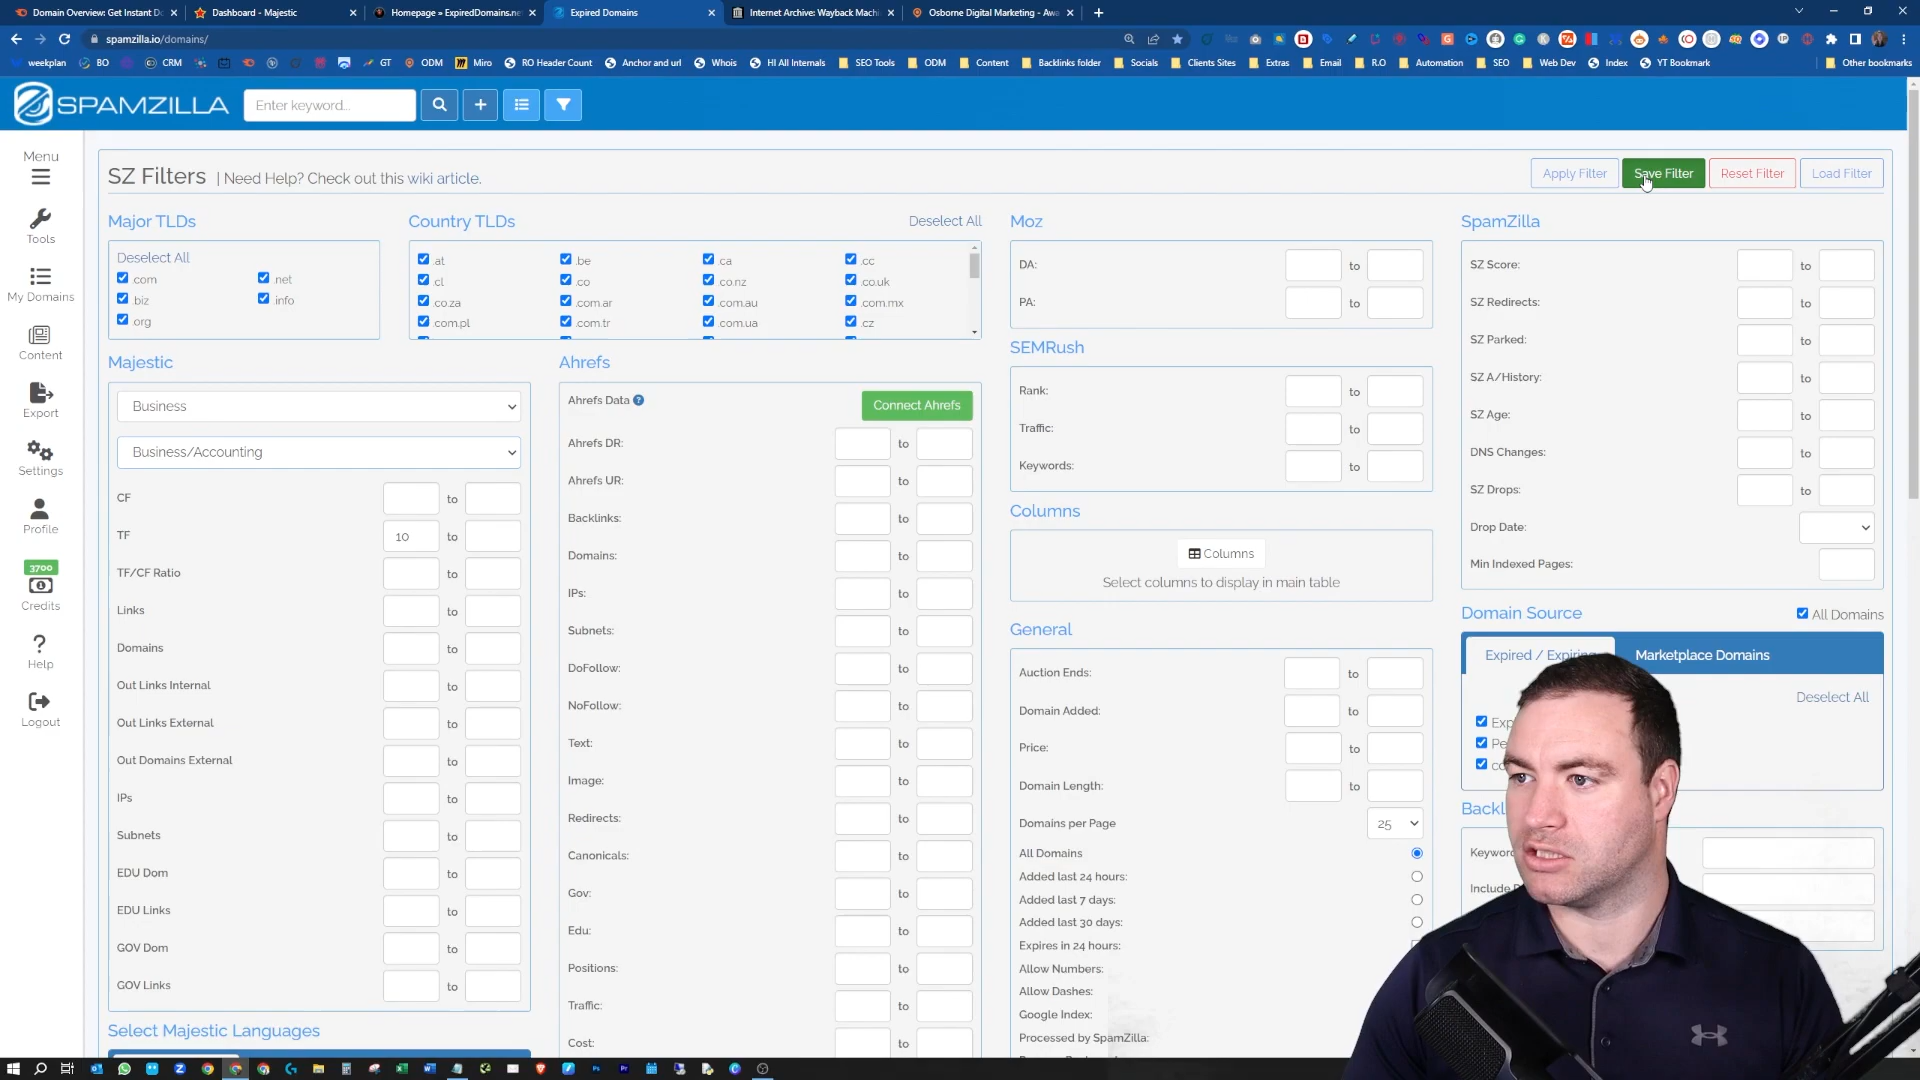 Domain Overview: Get Instant Do
Dashboard - Majestic
Homepage » ExpiredDomains.ne
Expired Domains
Internet Archive: Wayback Machi
Osborne Digital Marketing - Awa
spamzilla.io/domains/
weekplan
BO
CRM
GT
ODM
Miro
RO Header Count
Anchor and url
Whois
HI All Internals
SEO Tools
ODM
Content
Backlinks folder
Socials
Clients Sites
Extras
Email
R.O
Automation
SEO
Web Dev
Index
YT Bookmark
Other bookmarks
SPAMZILLA
Enter keyword...
Menu
Tools
My Domains
Content
Export
Settings
Profile
3700
Credits
Help
Logout
SZ Filters | Need Help? Check out this wiki article.
Apply Filter
Save Filter
Reset Filter
Load Filter
Major TLDs
Deselect All
.com
.net
.biz
.info
.org
Country TLDs
Deselect All
.at .be .ca .cc
.cl .co .co.nz .co.uk
.co.za .com.ar .com.au .com.mx
.com.pl .com.tr .com.ua .cz
Majestic
Business
Business/Accounting
CF to
TF 10 to
TF/CF Ratio to
Links to
Domains to
Out Links Internal to
Out Links External to
Out Domains External to
IPs to
Subnets to
EDU Dom to
EDU Links to
GOV Dom to
GOV Links to
Select Majestic Languages
Ahrefs
Ahrefs Data
Connect Ahrefs
Ahrefs DR: to
Ahrefs UR: to
Backlinks: to
Domains: to
IPs: to
Subnets: to
DoFollow: to
NoFollow: to
Text: to
Image: to
Redirects: to
Canonicals: to
Gov: to
Edu: to
Positions: to
Traffic: to
Cost: to
Moz
DA: to
PA: to
SEMRush
Rank: to
Traffic: to
Keywords: to
Columns
Columns
Select columns to display in main table
General
Auction Ends: to
Domain Added: to
Price: to
Domain Length: to
Domains per Page 25
All Domains
Added last 24 hours:
Added last 7 days:
Added last 30 days:
Expires in 24 hours:
Allow Numbers:
Allow Dashes:
Google Index:
Processed by SpamZilla:
SpamZilla
SZ Score: to
SZ Redirects: to
SZ Parked: to
SZ A/History: to
SZ Age: to
DNS Changes: to
SZ Drops: to
Drop Date:
Min Indexed Pages:
Domain Source
All Domains
Expired / Expiring
Marketplace Domains
Deselect All
Exp
Pe
co
Backl
Keywor
Include